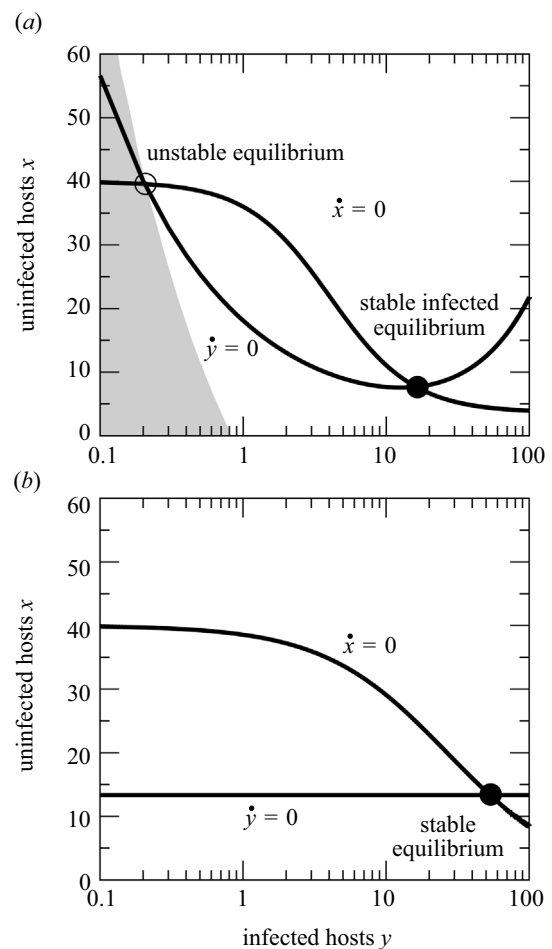 (a)
60
50
40
30
20
10
0
uninfected hosts x
unstable equilibrium
ẋ = 0
stable infected
equilibrium
ẏ = 0
0.1
1
10
100
(b)
60
50
40
30
20
10
0
uninfected hosts x
ẋ = 0
ẏ = 0
stable
equilibrium
0.1
1
10
100
infected hosts y